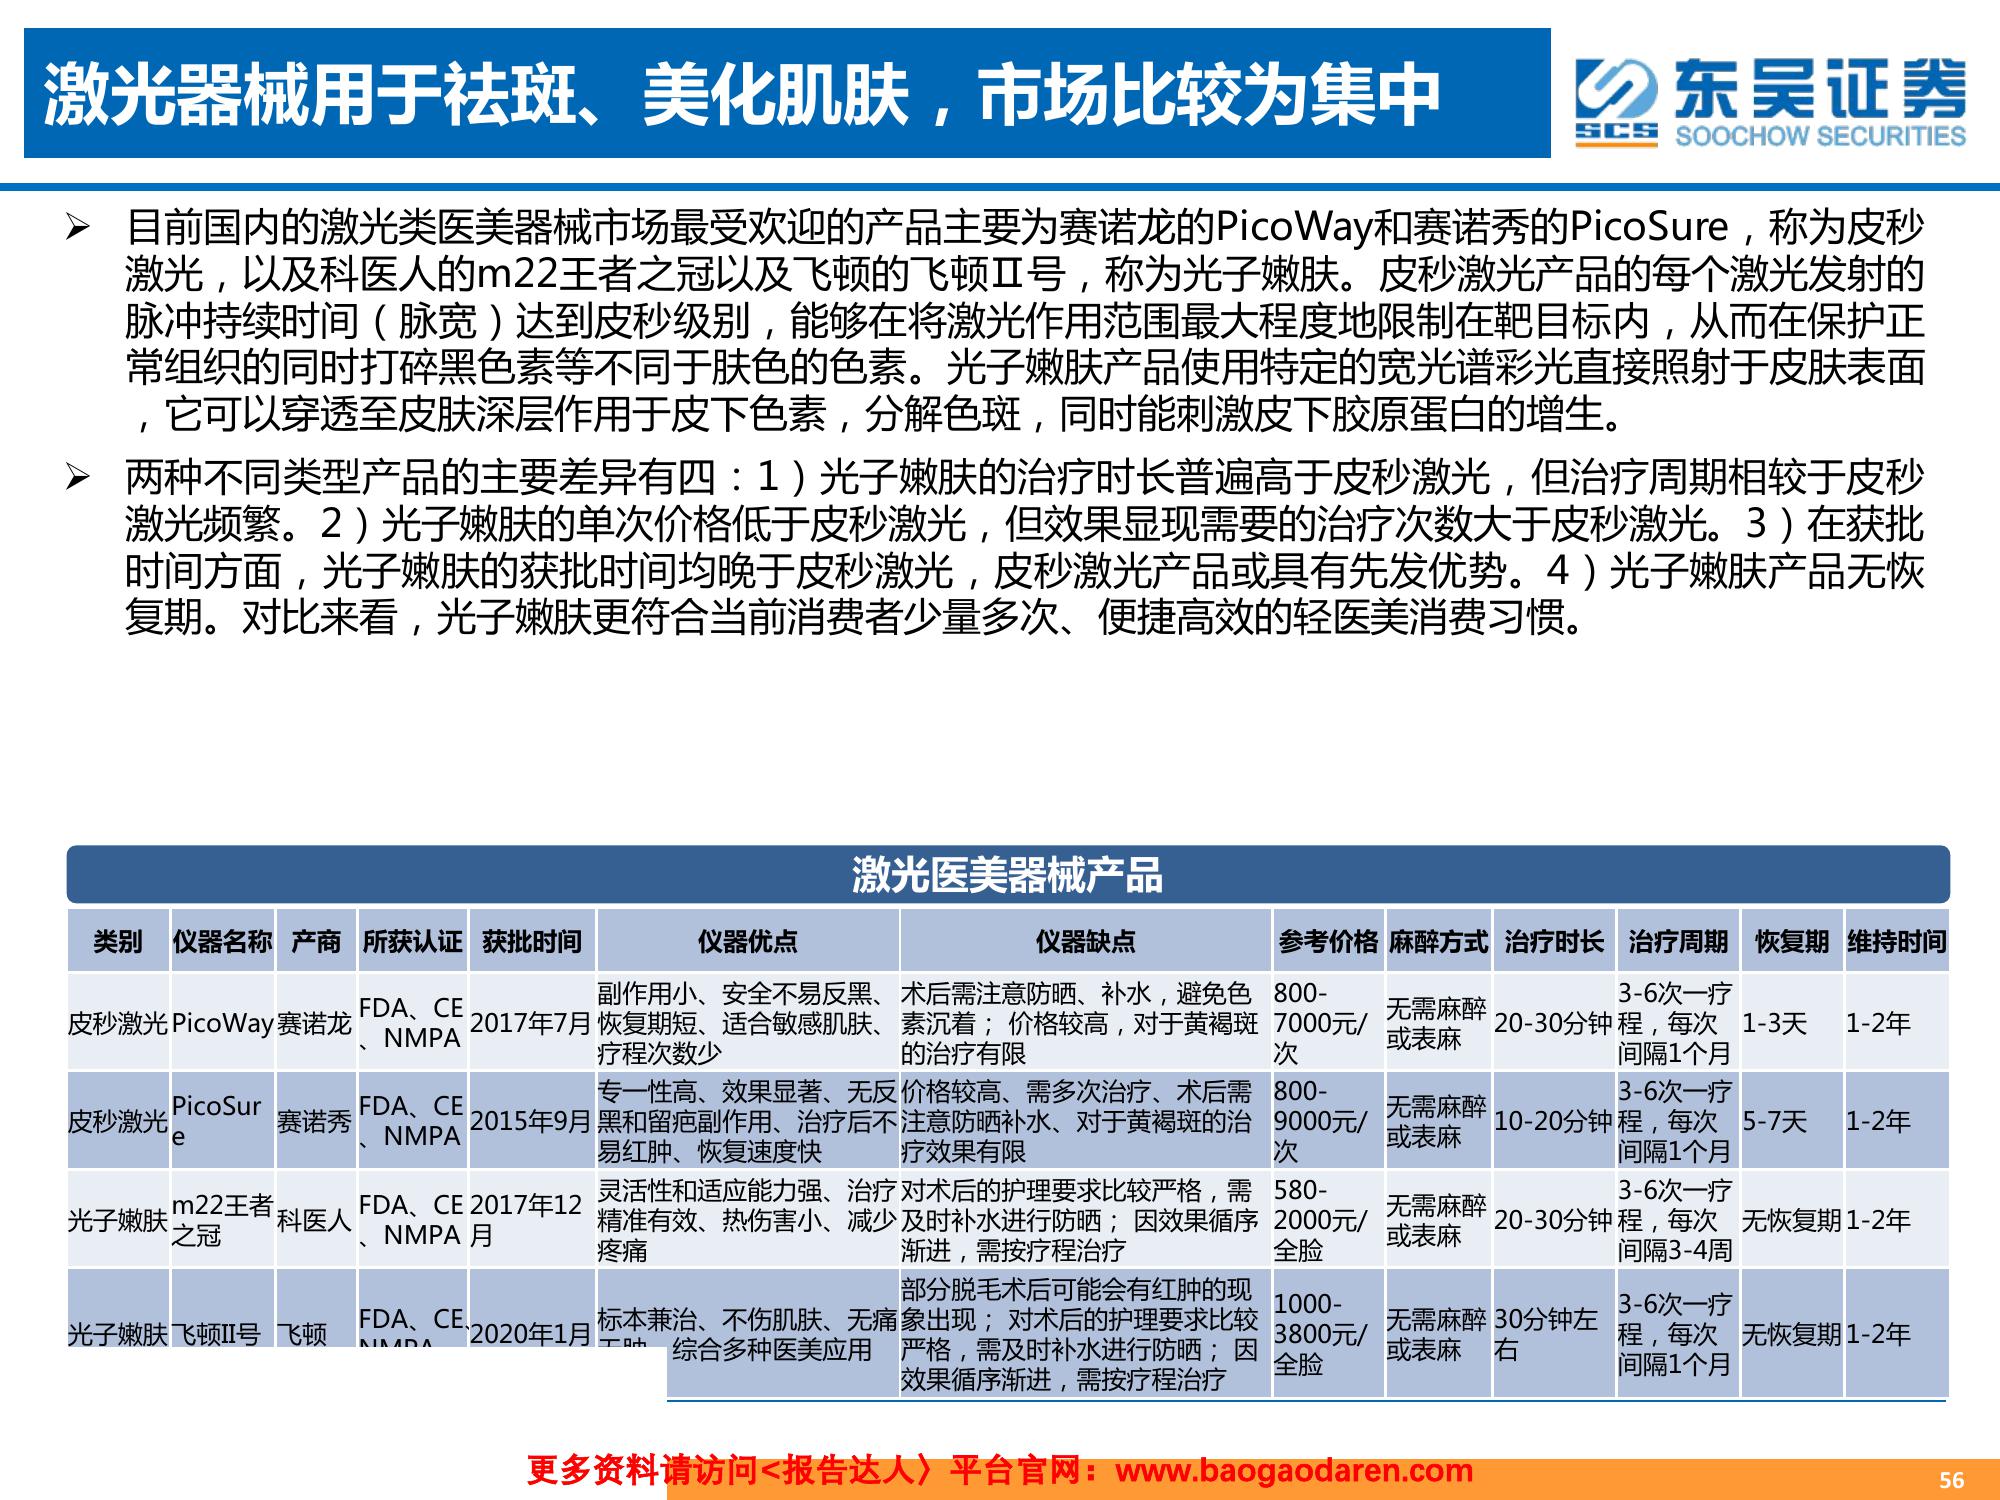 激光器械用于祛斑、美化肌肤，市场比较为集中
东吴证券
SCS
SOOCHOW SECURITIES
目前国内的激光类医美器械市场最受欢迎的产品主要为赛诺龙的PicoWay和赛诺秀的PicoSure，称为皮秒
激光，以及科医人的m22王者之冠以及飞顿的飞顿Ⅱ号，称为光子嫩肤。皮秒激光产品的每个激光发射的
脉冲持续时间（脉宽）达到皮秒级别，能够在将激光作用范围最大程度地限制在靶目标内，从而在保护正
常组织的同时打碎黑色素等不同于肤色的色素。光子嫩肤产品使用特定的宽光谱彩光直接照射于皮肤表面
，它可以穿透至皮肤深层作用于皮下色素，分解色斑，同时能刺激皮下胶原蛋白的增生。
两种不同类型产品的主要差异有四：1）光子嫩肤的治疗时长普遍高于皮秒激光，但治疗周期相较于皮秒
激光频繁。2）光子嫩肤的单次价格低于皮秒激光，但效果显现需要的治疗次数大于皮秒激光。3）在获批
时间方面，光子嫩肤的获批时间均晚于皮秒激光，皮秒激光产品或具有先发优势。4）光子嫩肤产品无恢
复期。对比来看，光子嫩肤更符合当前消费者少量多次、便捷高效的轻医美消费习惯。
激光医美器械产品
类别 仪器名称 产商 所获认证 获批时间 仪器优点 仪器缺点 参考价格 麻醉方式 治疗时长 治疗周期 恢复期 维持时间
皮秒激光
PicoWay
赛诺龙
FDA、CE
、NMPA
2017年7月
副作用小、安全不易反黑、
恢复期短、适合敏感肌肤、
疗程次数少
术后需注意防晒、补水，避免色
素沉着； 价格较高，对于黄褐斑
的治疗有限
800-
7000元/
次
无需麻醉
或表麻
20-30分钟
3-6次一疗
程，每次
间隔1个月
1-3天
1-2年
皮秒激光
PicoSur
e
赛诺秀
FDA、CE
、NMPA
2015年9月
专一性高、效果显著、无反
黑和留疤副作用、治疗后不
易红肿、恢复速度快
价格较高、需多次治疗、术后需
注意防晒补水、对于黄褐斑的治
疗效果有限
800-
9000元/
次
无需麻醉
或表麻
10-20分钟
3-6次一疗
程，每次
间隔1个月
5-7天
1-2年
光子嫩肤
m22王者
之冠
科医人
FDA、CE
、NMPA
2017年12
月
灵活性和适应能力强、治疗
精准有效、热伤害小、减少
疼痛
对术后的护理要求比较严格，需
及时补水进行防晒； 因效果循序
渐进，需按疗程治疗
580-
2000元/
全脸
无需麻醉
或表麻
20-30分钟
3-6次一疗
程，每次
间隔3-4周
无恢复期
1-2年
光子嫩肤
飞顿II号
飞顿
FDA、CE、
NMPA
2020年1月
标本兼治、不伤肌肤、无痛
综合多种医美应用
部分脱毛术后可能会有红肿的现
象出现； 对术后的护理要求比较
严格，需及时补水进行防晒； 因
效果循序渐进，需按疗程治疗
1000-
3800元/
全脸
无需麻醉
或表麻
30分钟左
右
3-6次一疗
程，每次
间隔1个月
无恢复期
1-2年
更多资料请访问<报告达人〉平台官网：www.baogaodaren.com
56